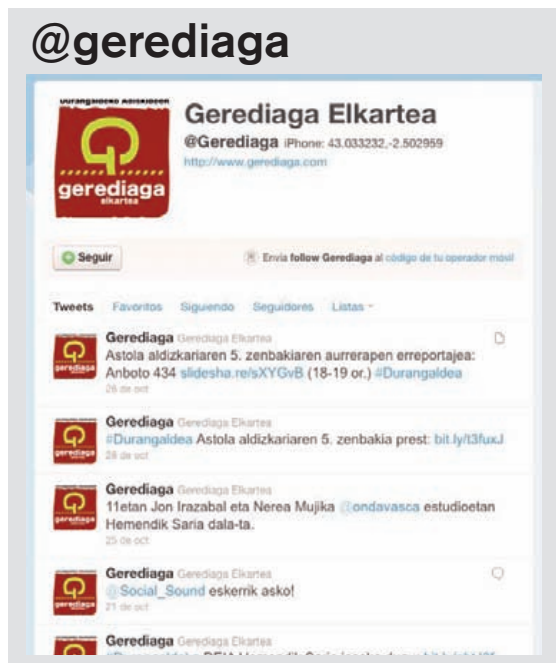 @gerediaga
DURANGALDEKO ADISKIDEEN
gerediaga
elkartea
Gerediaga Elkartea
@Gerediaga iPhone: 43.033232,-2.502959
http://www.gerediaga.com
Seguir
Envía follow Gerediaga al código de tu operador móvil
Tweets Favoritos Siguiendo Seguidores Listas
Gerediaga Gerediaga Elkartea
Astola aldizkariaren 5. zenbakiaren aurrerapen erreportajea:
Anboto 434 slidesha.re/sXYGvB (18-19 or.) #Durangaldea
26 de oct
gerediaga
Gerediaga Gerediaga Elkartea
#Durangaldea Astola aldizkariaren 5. zenbakia prest: bit.ly/t3fuxJ
26 de oct
gerediaga
Gerediaga Gerediaga Elkartea
11etan Jon Irazabal eta Nerea Mujika @ondavasca estudioetan
Hemendik Saria dala-ta.
25 de oct
gerediaga
Gerediaga Gerediaga Elkartea
@Social_Sound eskerrik asko!
21 de oct
gerediaga
Gerediaga Gerediaga Elkartea